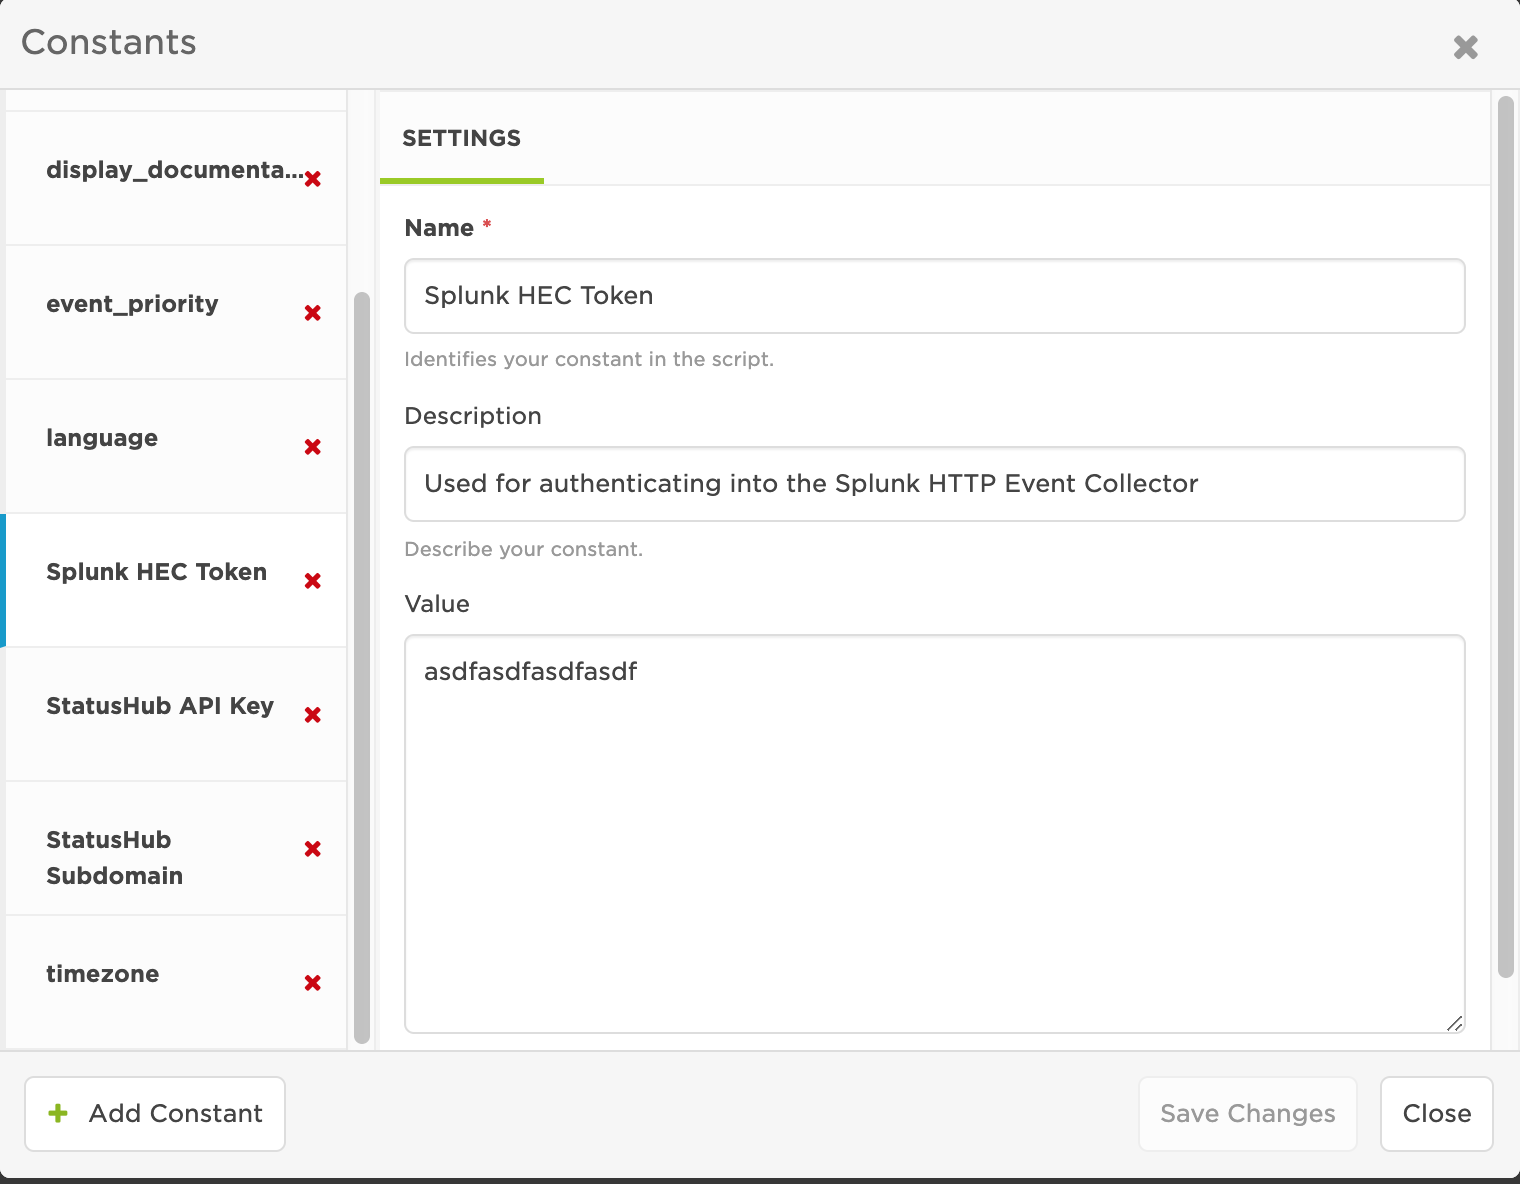 Constants
display_documenta...
event_priority
language
Splunk HEC Token
StatusHub API Key
StatusHub
Subdomain
timezone
SETTINGS
Name *
Splunk HEC Token
Identifies your constant in the script.
Description
Used for authenticating into the Splunk HTTP Event Collector
Describe your constant.
Value
asdfasdfasdfasdf
Add Constant
Save Changes
Close